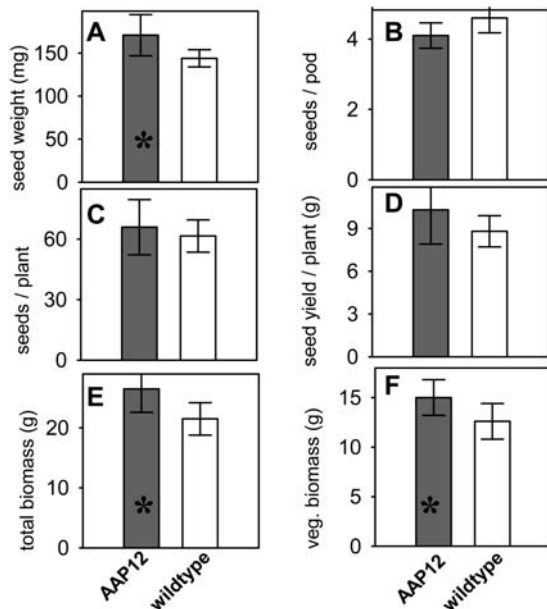 A
seed weight (mg)
150
100
50
0
*
B
seeds / pod
4
2
0
C
seeds / plant
60
30
0
D
seed yield / plant (g)
9
6
3
0
E
total biomass (g)
20
10
0
*
F
veg. biomass (g)
15
10
5
0
*
AAP12
wildtype
AAP12
wildtype